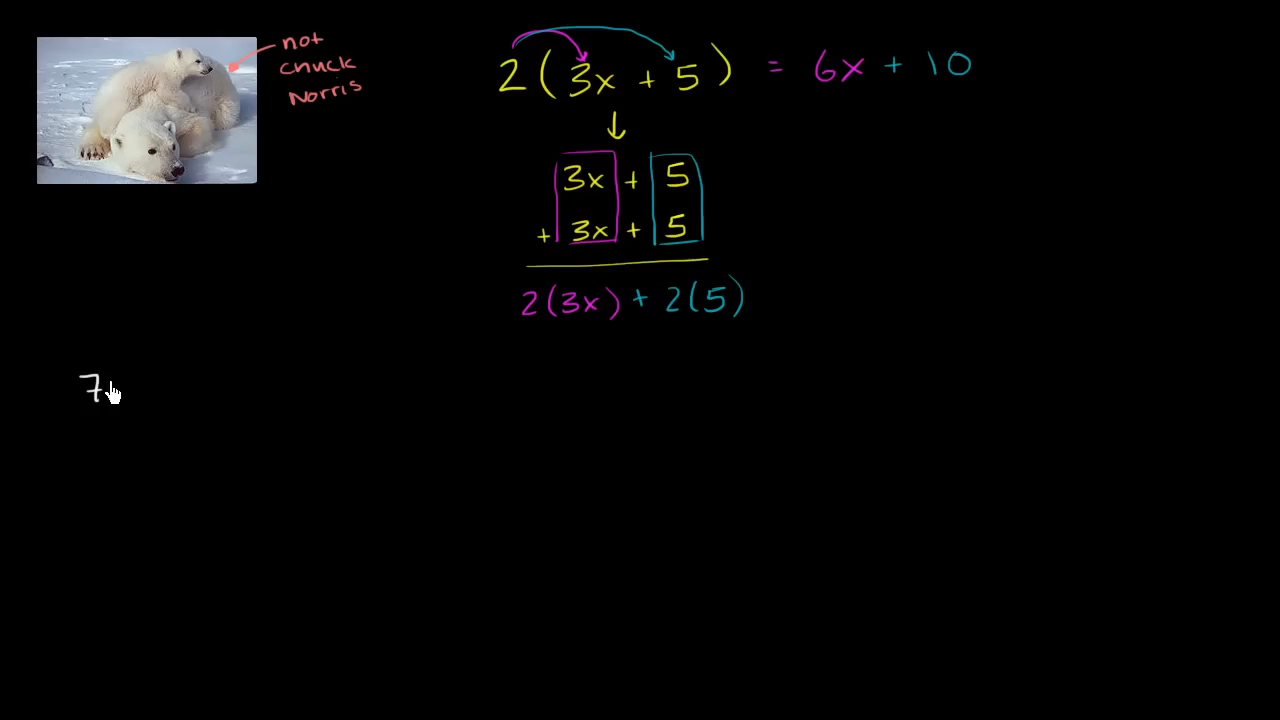 not
chuck
Norris
2(3x + 5) = 6x + 10
↓
3x + 5
+ 3x + 5
2(3x) + 2(5)
7